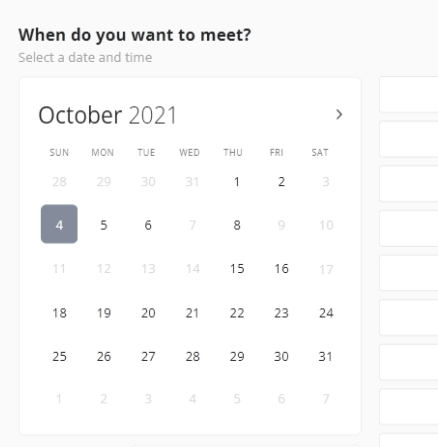 When do you want to meet?
Select a date and time
October 2021
SUN MON TUE WED THU FRI SAT
28 29 30 31 1 2 3
4 5 6 7 8 9 10
11 12 13 14 15 16 17
18 19 20 21 22 23 24
25 26 27 28 29 30 31
1 2 3 4 5 6 7